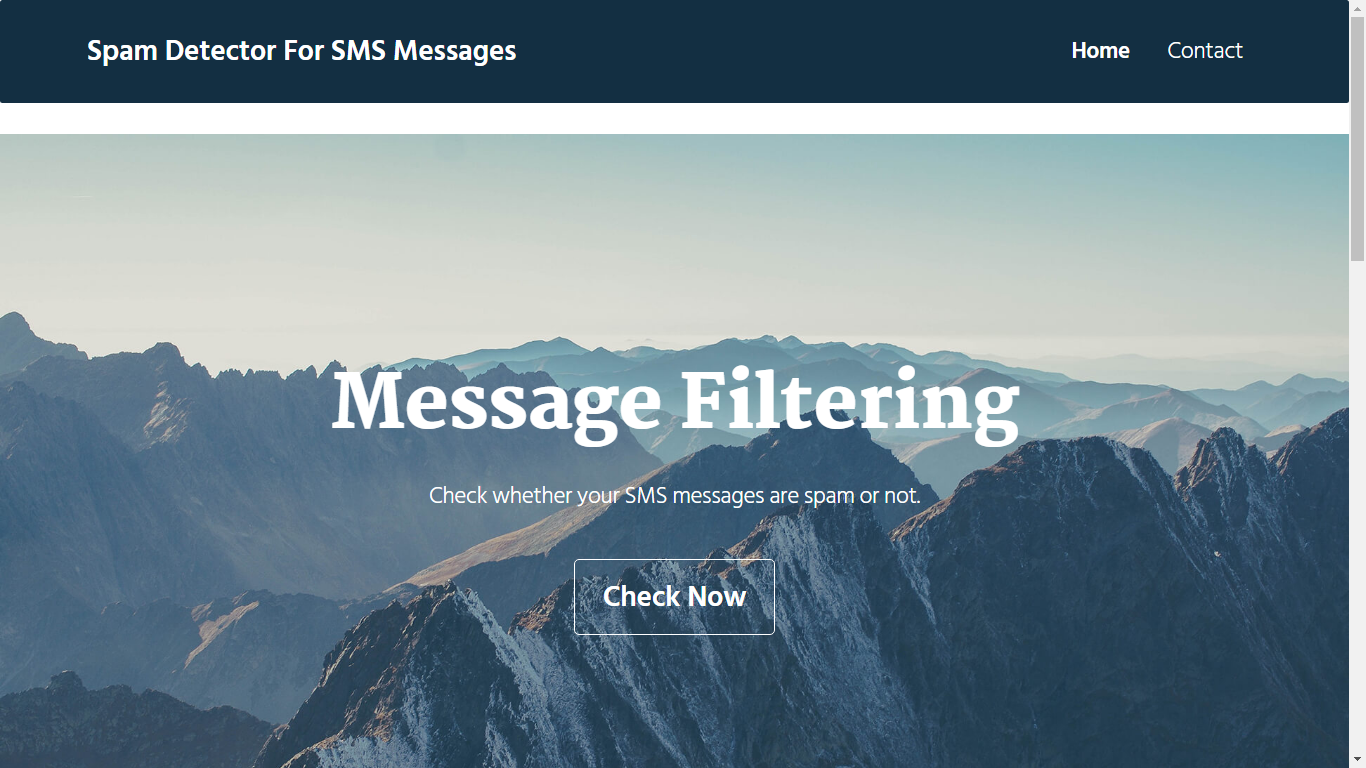 Spam Detector For SMS Messages
Home
Contact
Message Filtering
Check whether your SMS messages are spam or not.
Check Now